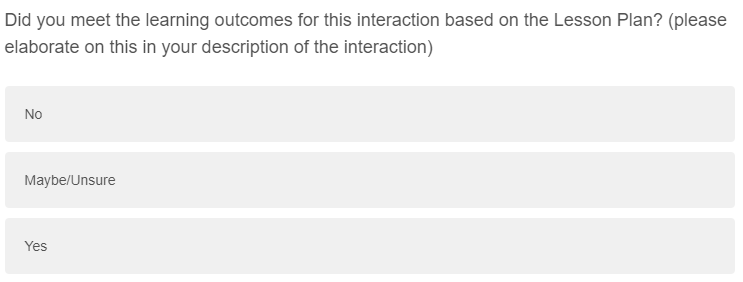 Did you meet the learning outcomes for this interaction based on the Lesson Plan? (please
elaborate on this in your description of the interaction)
No
Maybe/Unsure
Yes